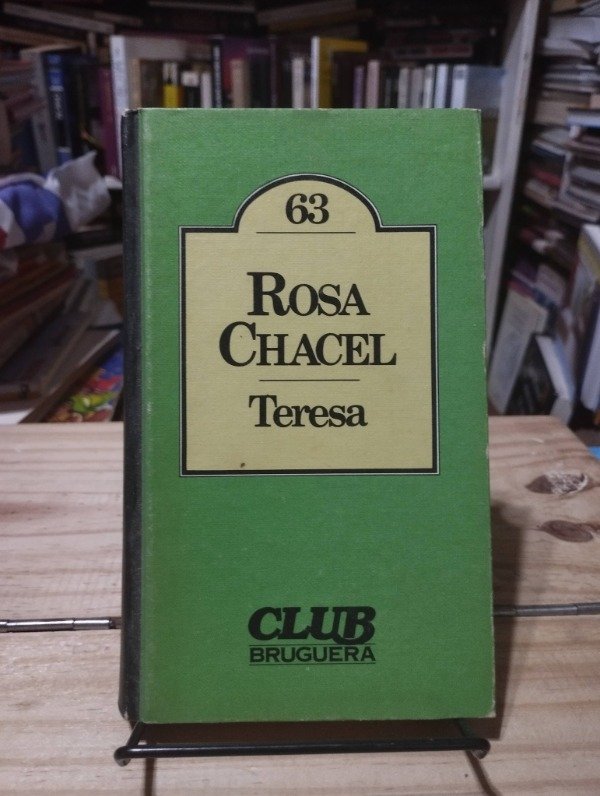 63
ROSA
CHACEL
Teresa
CLUB
BRUGUERA